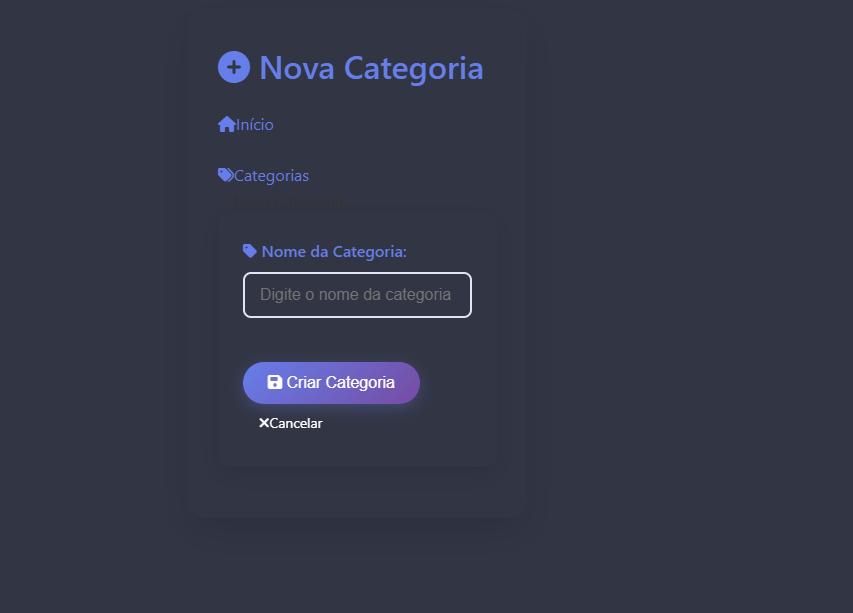 Nova Categoria
Início
Categorias
Nome da Categoria:
Digite o nome da categoria
Criar Categoria
Cancelar